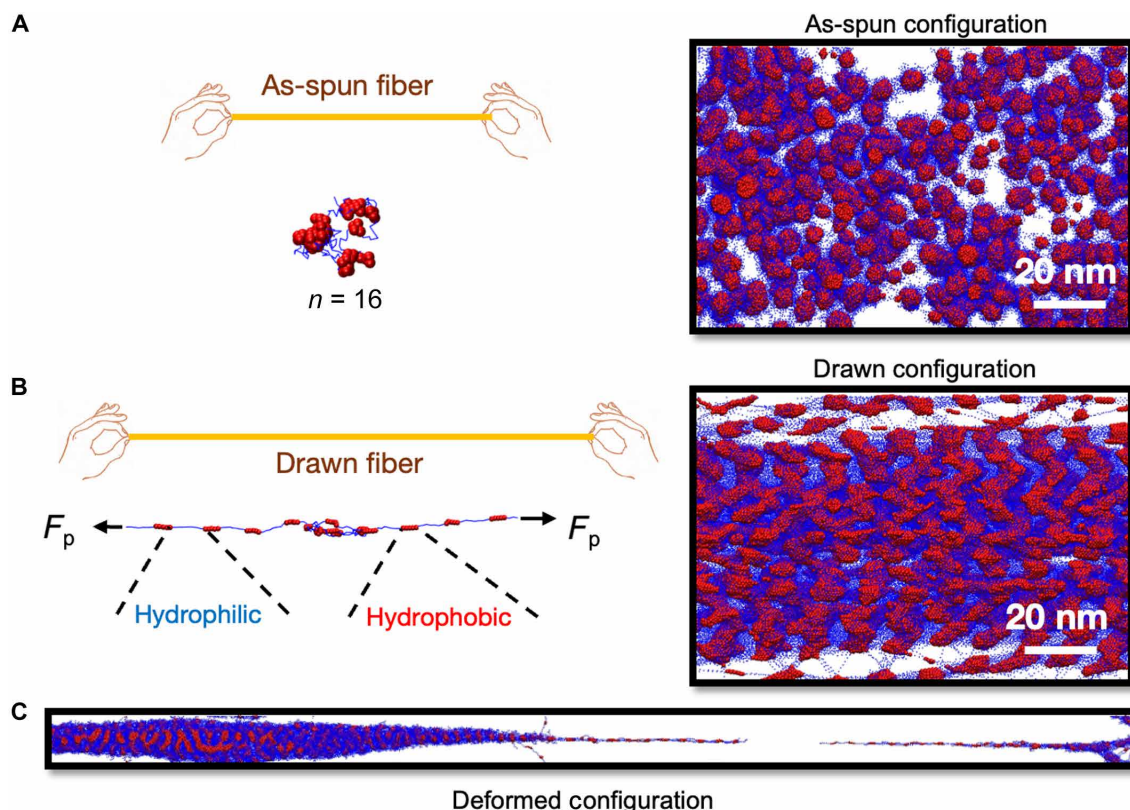 A
As-spun fiber
n = 16
As-spun configuration
20 nm
B
Drawn fiber
Fp
Fp
Hydrophilic
Hydrophobic
Drawn configuration
20 nm
C
Deformed configuration